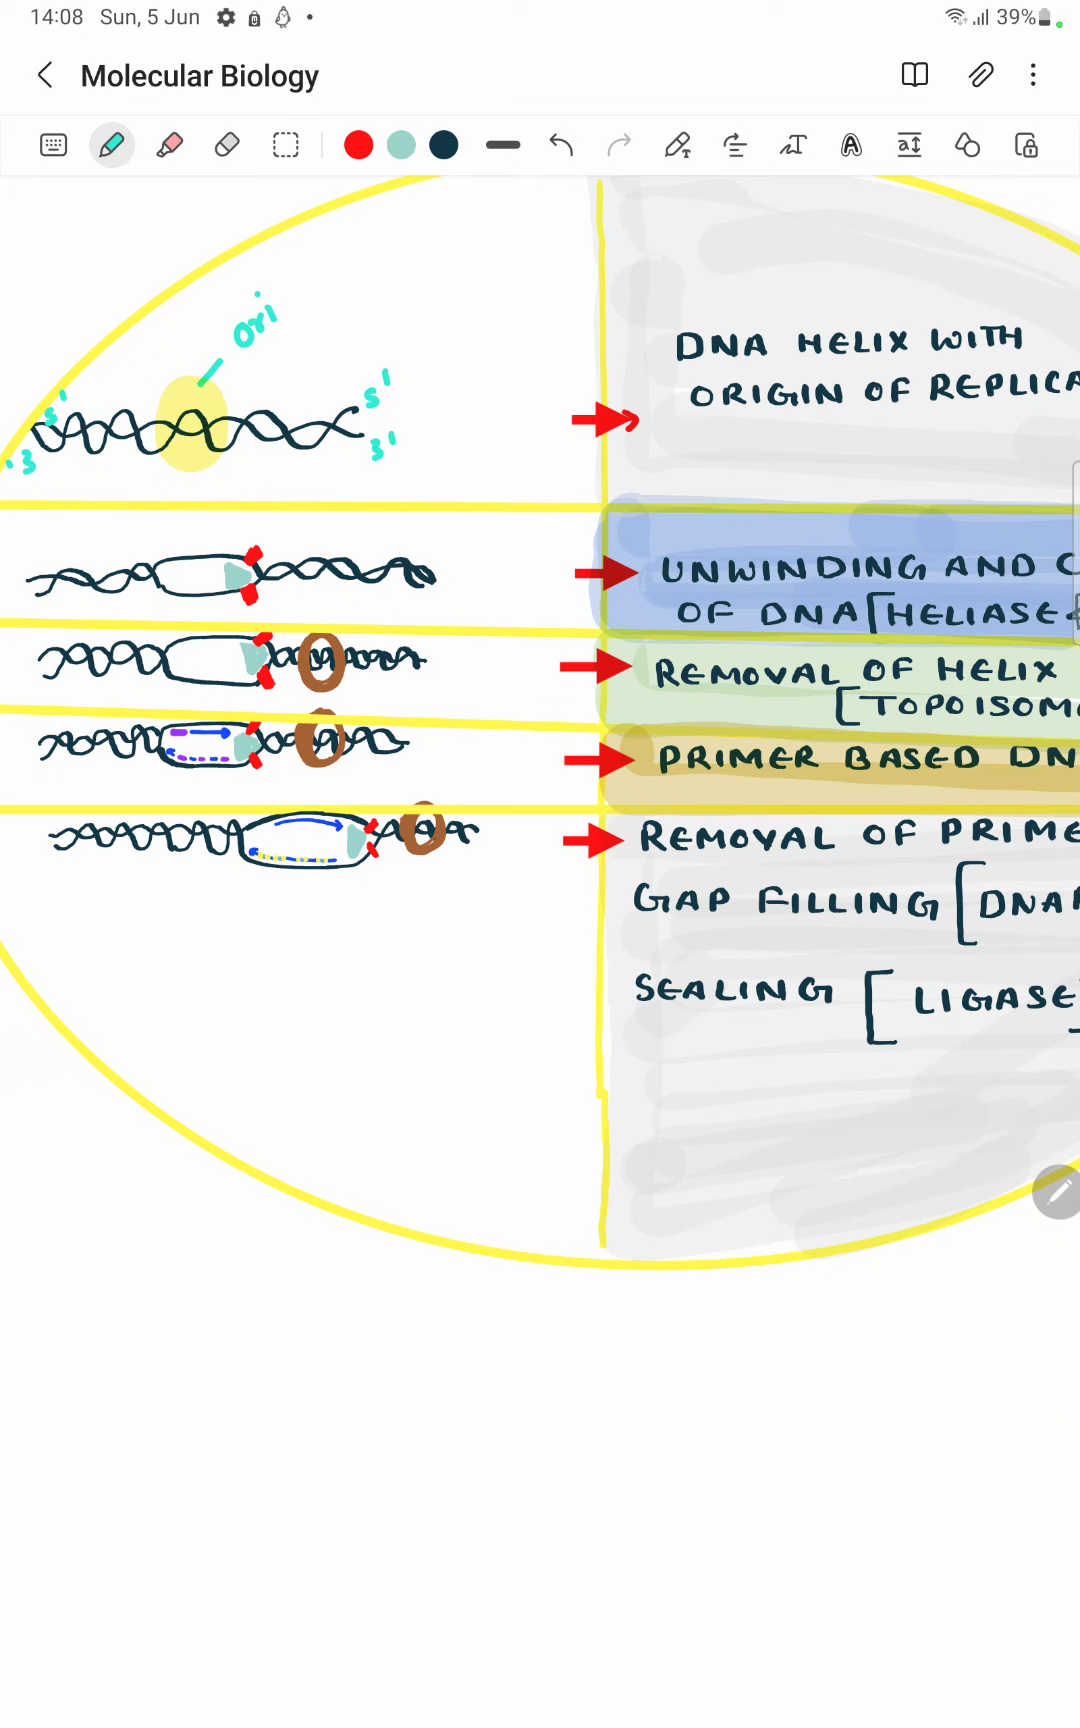 14:08 Sun, 5 Jun 39%
Molecular Biology
Ori
5' 5'
3 3'
DNA HELIX WITH
ORIGIN OF REPLICA
UNWINDING AND C
OF DNA [HELIASE
REMOVAL OF HELIX
[TOPOISOM
PRIMER BASED DN
REMOVAL OF PRIME
GAP FILLING [DNA
SEALING [LIGASE]